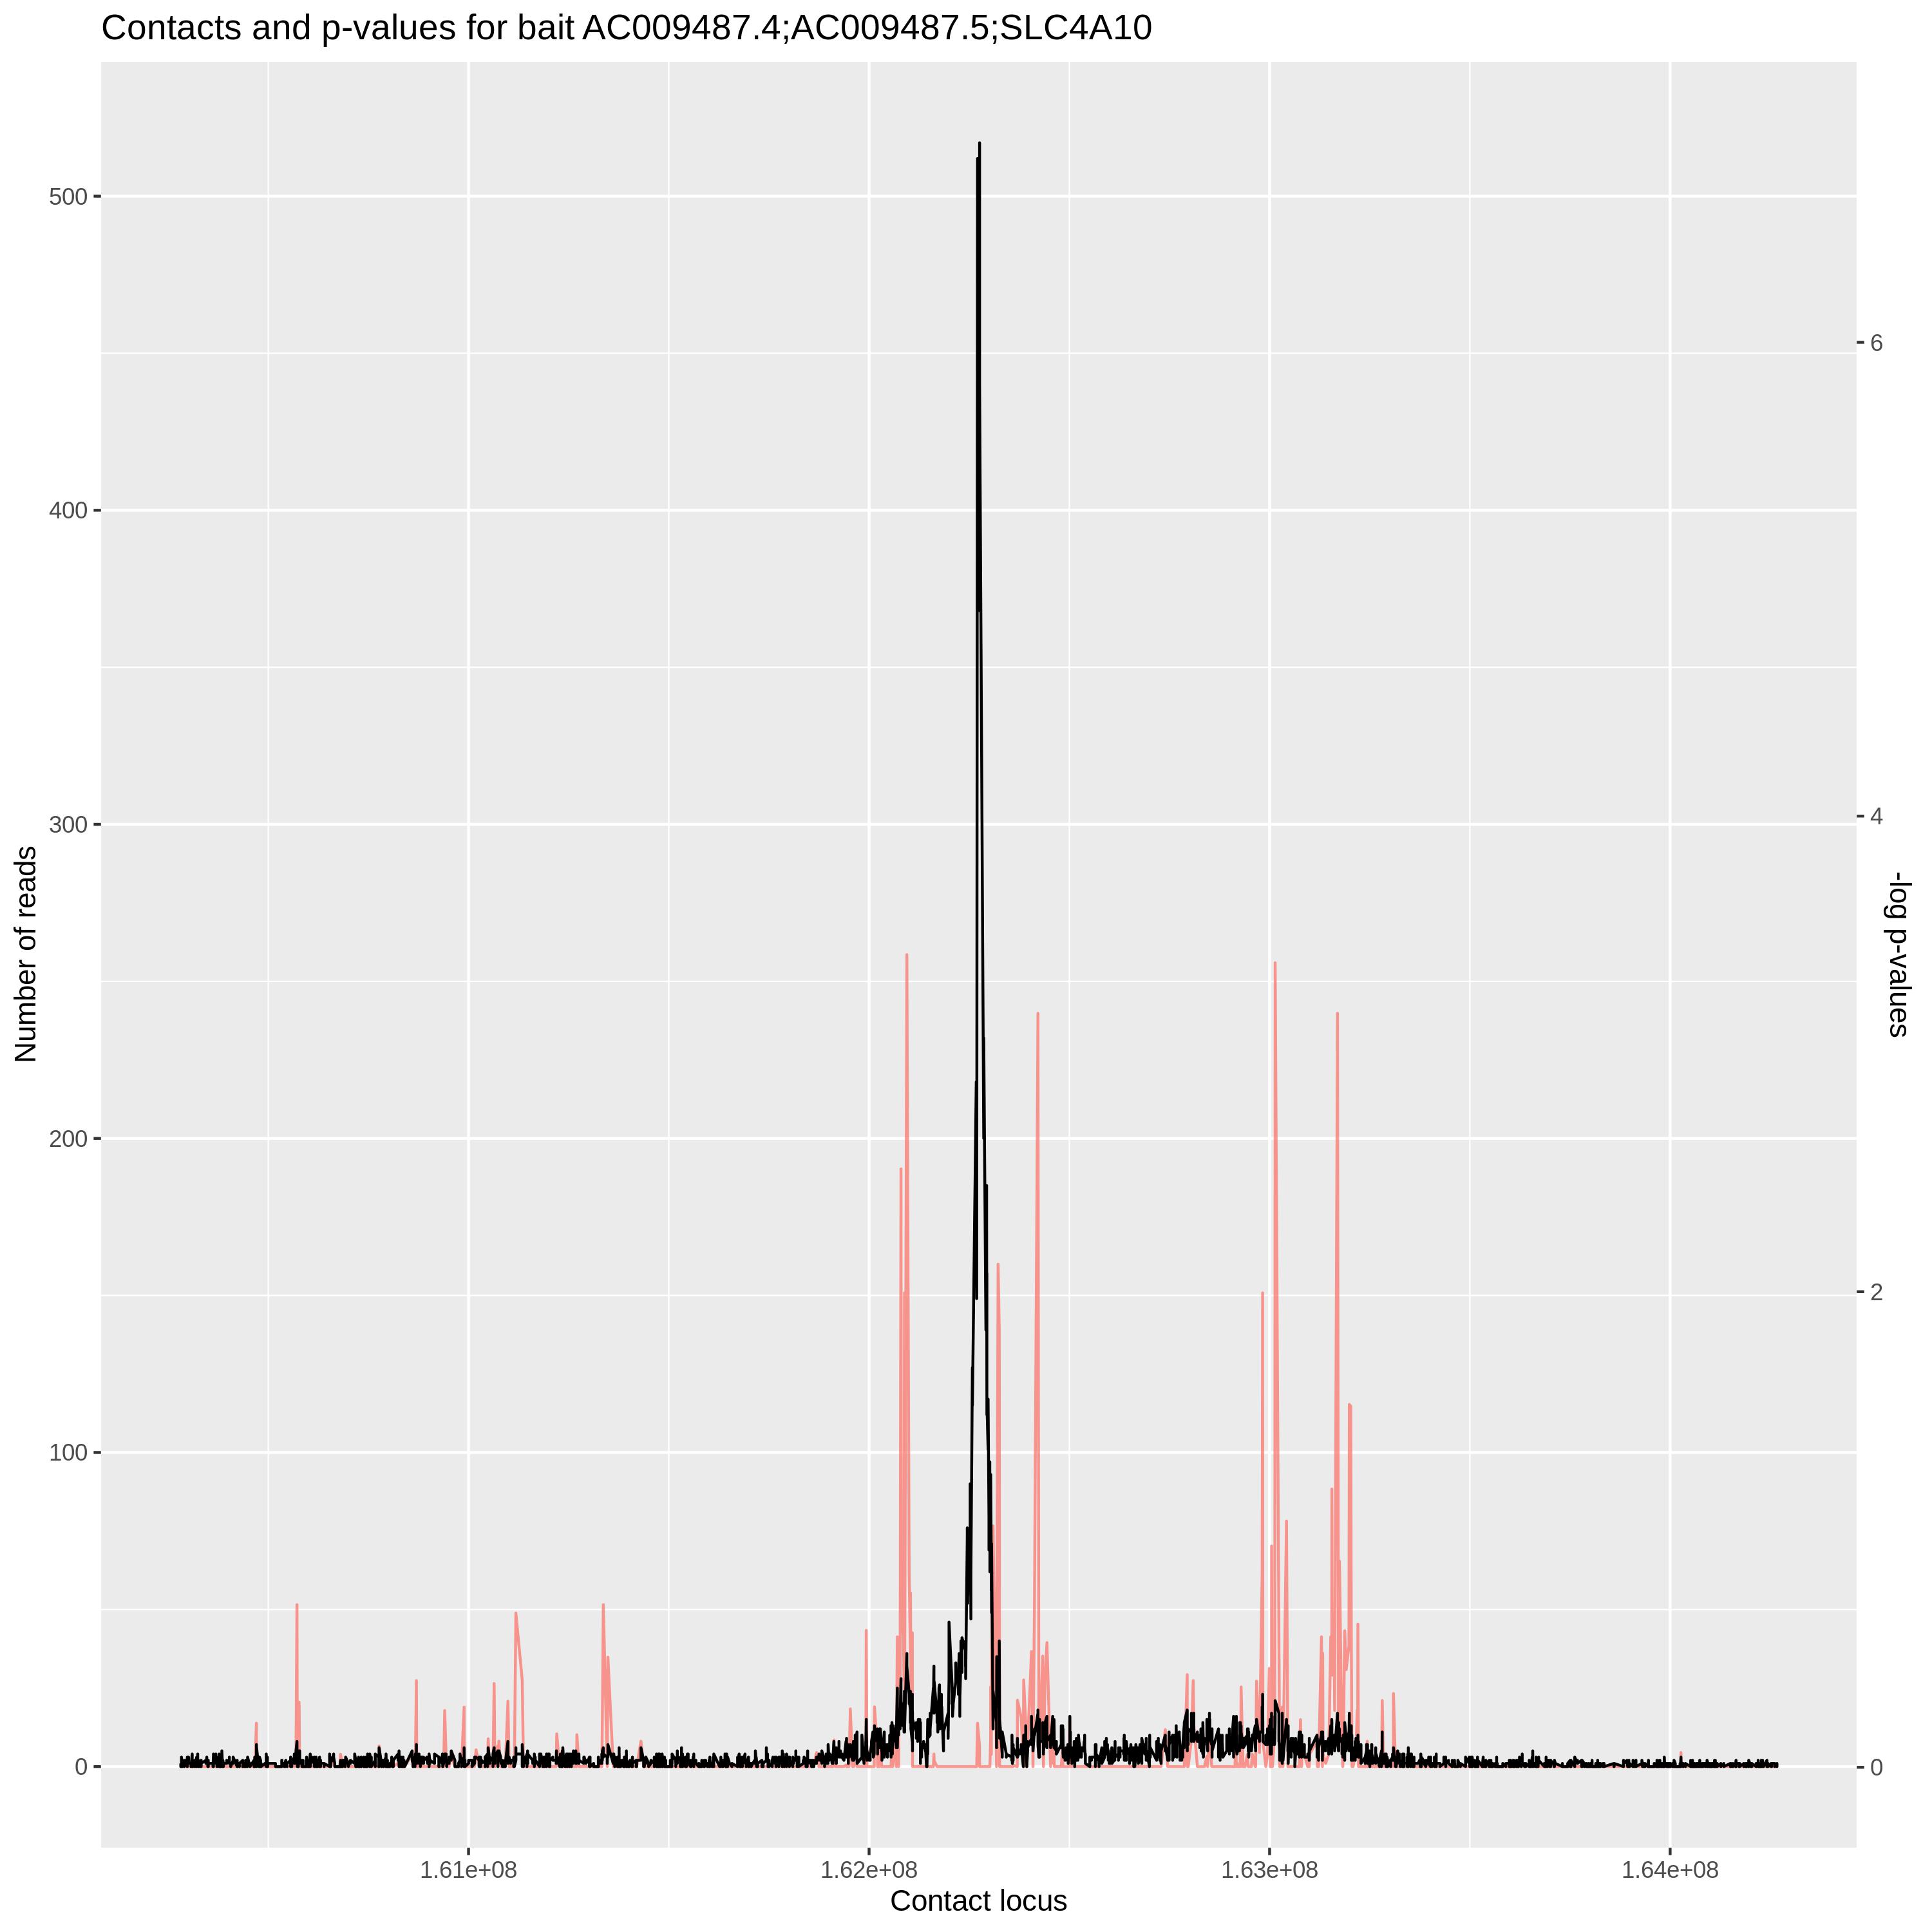 Contacts and p-values for bait AC009487.4;AC009487.5;SLC4A10
Number of reads
500
400
300
200
100
0
6
4
2
0
-log p-values
1.61e+08
1.62e+08
1.63e+08
1.64e+08
Contact locus